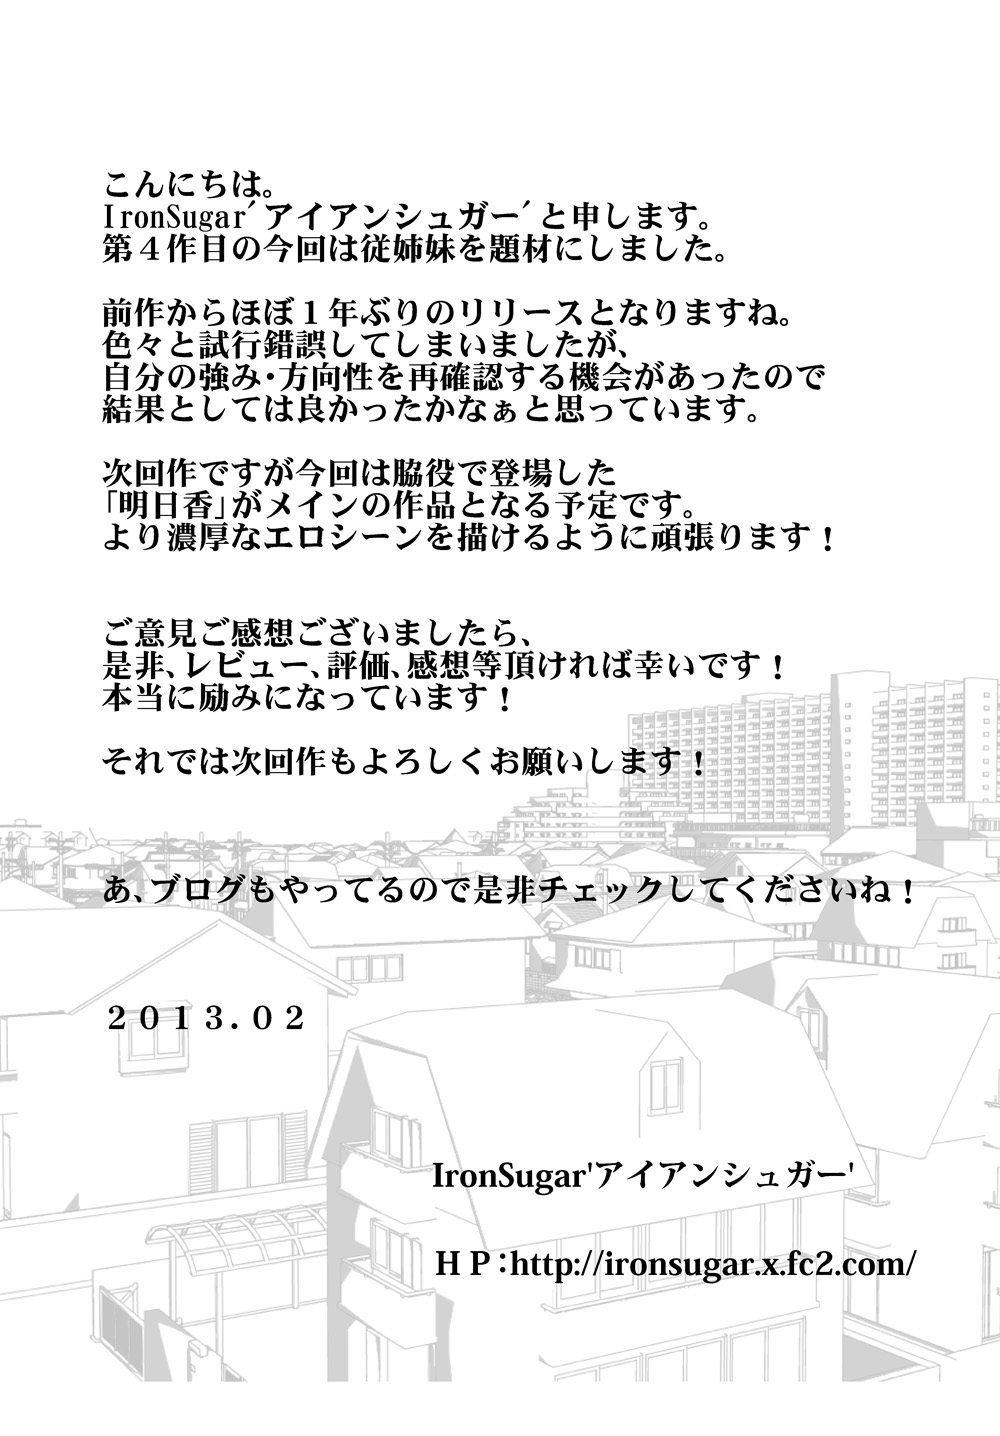 こんにちは。
IronSugar´アイアンシュガー´と申します。
第４作目の今回は従姉妹を題材にしました。
前作からほぼ１年ぶりのリリースとなりますね。
色々と試行錯誤してしまいましたが、
自分の強み・方向性を再確認する機会があったので
結果としては良かったかなぁと思っています。
次回作ですが今回は脇役で登場した
「明日香」がメインの作品となる予定です。
より濃厚なエロシーンを描けるように頑張ります！
ご意見ご感想ございましたら、
是非、レビュー、評価、感想等頂ければ幸いです！
本当に励みになっています！
それでは次回作もよろしくお願いします！
あ、ブログもやってるので是非チェックしてくださいね！
２０１３．０２
IronSugar'アイアンシュガー'
ＨＰ：http://ironsugar.x.fc2.com/